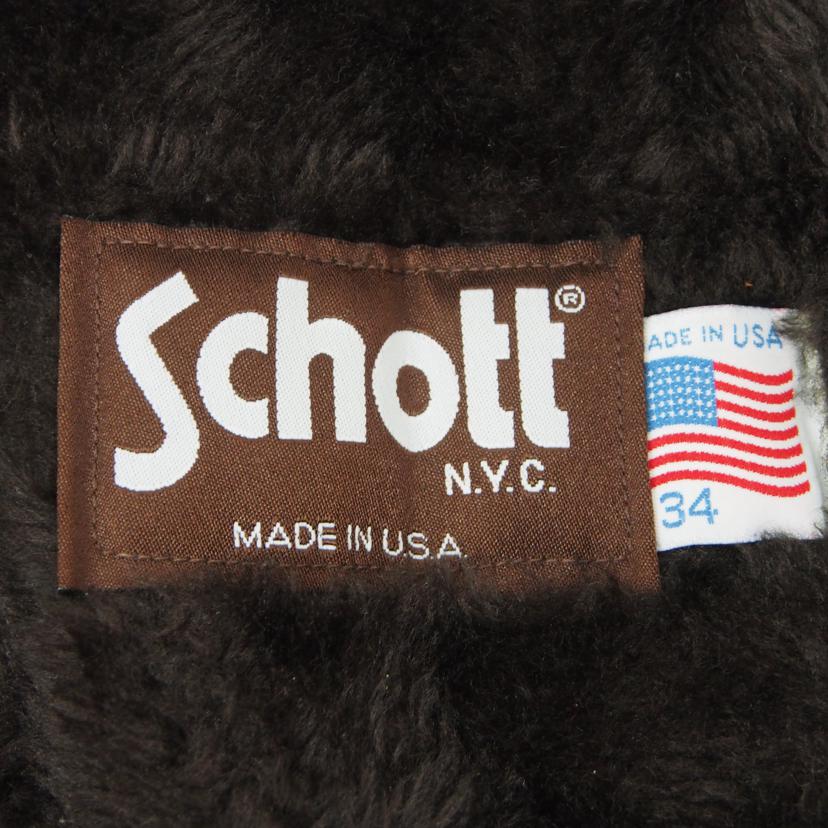 Schott®
N.Y.C.
MADE IN U.S.A.
ADE IN USA
34